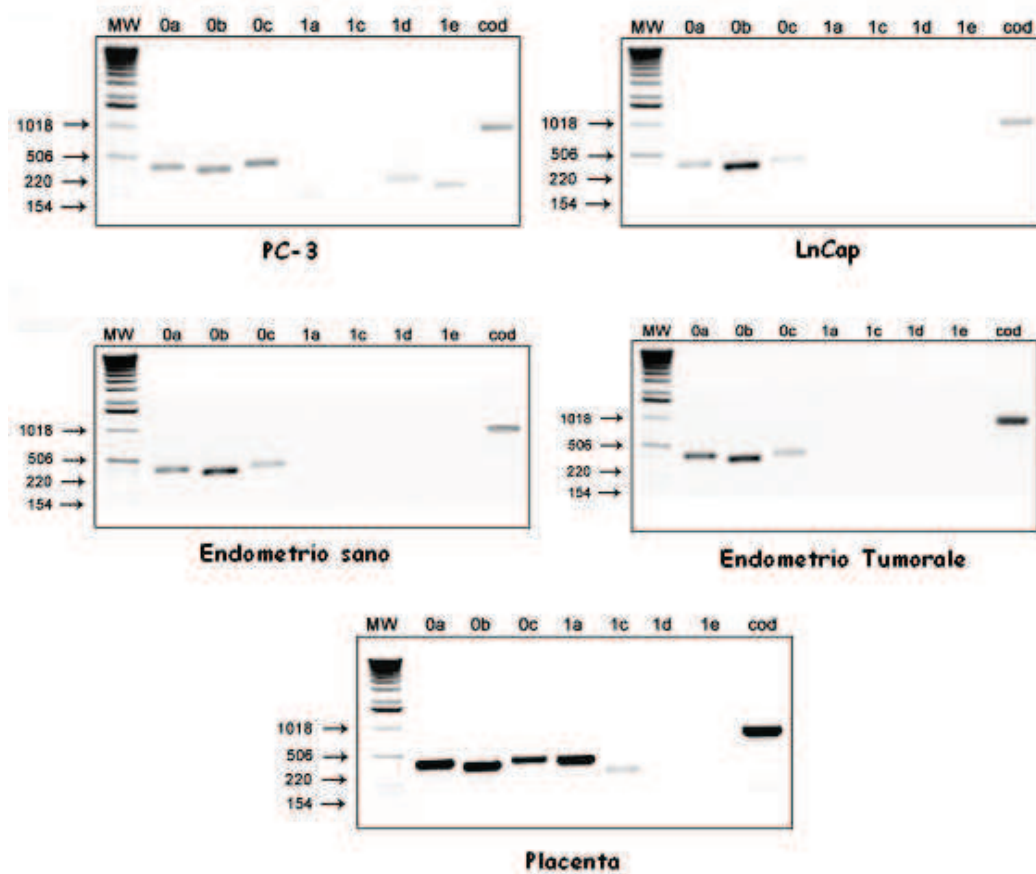 MW 0a 0b 0c 1a 1c 1d 1e cod
1018 →
506 →
220 →
154 →
PC-3
MW 0a 0b 0c 1a 1c 1d 1e cod
1018 →
506 →
220 →
154 →
LnCap
MW 0a 0b 0c 1a 1c 1d 1e cod
1018 →
506 →
220 →
154 →
Endometrio sano
MW 0a 0b 0c 1a 1c 1d 1e cod
1018 →
506 →
220 →
154 →
Endometrio Tumorale
MW 0a 0b 0c 1a 1c 1d 1e cod
1018 →
506 →
220 →
154 →
Placenta